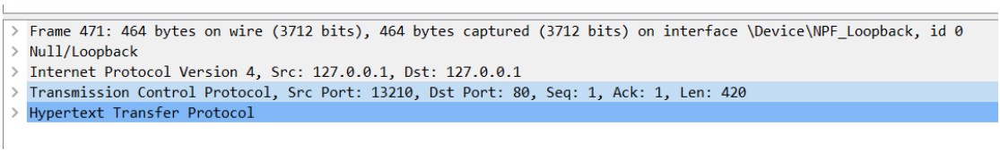 > Frame 471: 464 bytes on wire (3712 bits), 464 bytes captured (3712 bits) on interface \Device\NPF_Loopback, id 0
> Null/Loopback
> Internet Protocol Version 4, Src: 127.0.0.1, Dst: 127.0.0.1
> Transmission Control Protocol, Src Port: 13210, Dst Port: 80, Seq: 1, Ack: 1, Len: 420
> Hypertext Transfer Protocol